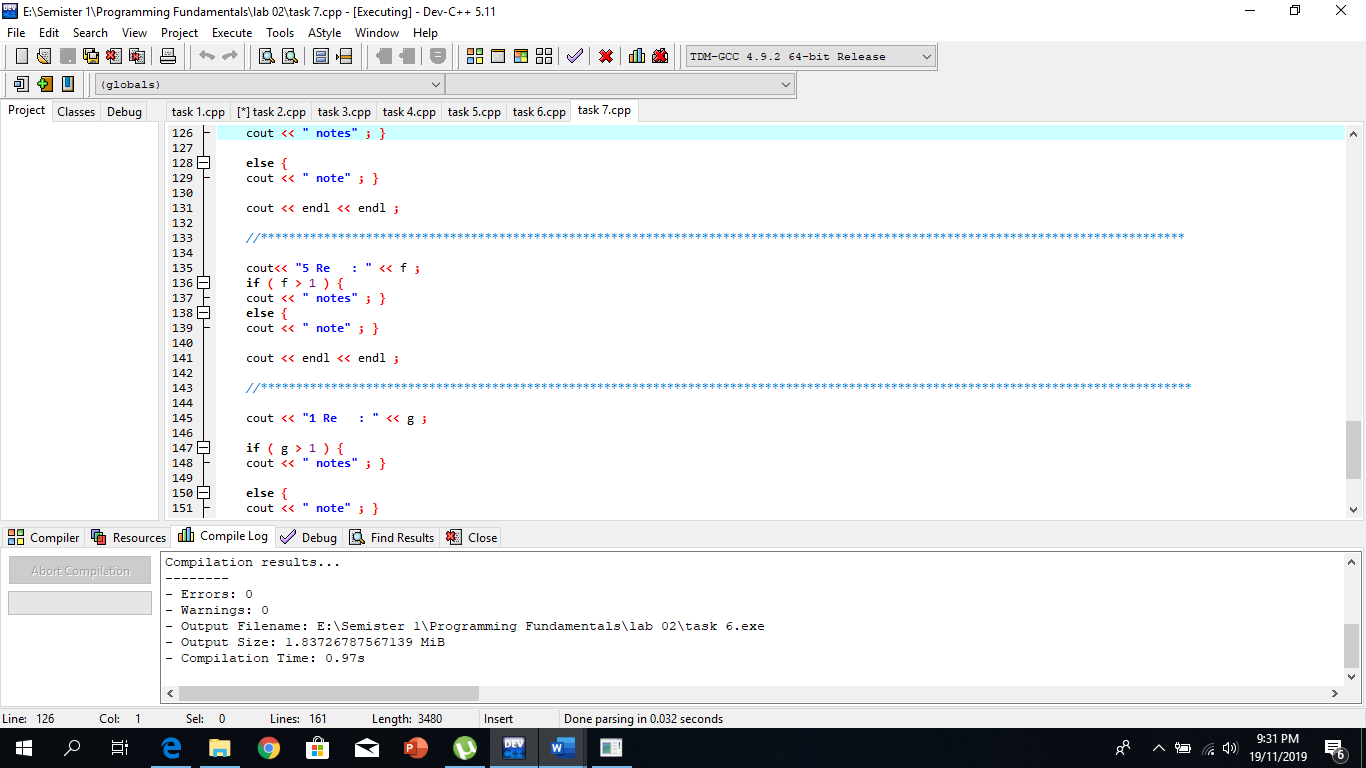 E:\Semister 1\Programming Fundamentals\lab 02\task 7.cpp - [Executing] - Dev-C++ 5.11
File Edit Search View Project Execute Tools AStyle Window Help
TDM-GCC 4.9.2 64-bit Release
(globals)
Project Classes Debug
task 1.cpp [*] task 2.cpp task 3.cpp task 4.cpp task 5.cpp task 6.cpp task 7.cpp
126 cout << " notes" ; }
127
128 else {
129 cout << " note" ; }
130
131 cout << endl << endl ;
132
133 //************************************************************************************************************************************
134
135 cout<< "5 Re   : " << f ;
136 if ( f > 1 ) {
137 cout << " notes" ; }
138 else {
139 cout << " note" ; }
140
141 cout << endl << endl ;
142
143 //*************************************************************************************************************************************
144
145 cout << "1 Re   : " << g ;
146
147 if ( g > 1 ) {
148 cout << " notes" ; }
149
150 else {
151 cout << " note" ; }
Compiler Resources Compile Log Debug Find Results Close
Abort Compilation
Compilation results...
--------
- Errors: 0
- Warnings: 0
- Output Filename: E:\Semister 1\Programming Fundamentals\lab 02\task 6.exe
- Output Size: 1.83726787567139 MiB
- Compilation Time: 0.97s
Line: 126 Col: 1 Sel: 0 Lines: 161 Length: 3480 Insert Done parsing in 0.032 seconds
DEV
9:31 PM
19/11/2019
6